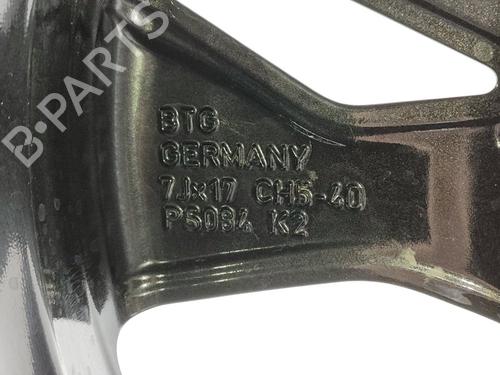 B-PARTS
BTG
GERMANY
7Jx17 CH5-40
P5084 K2